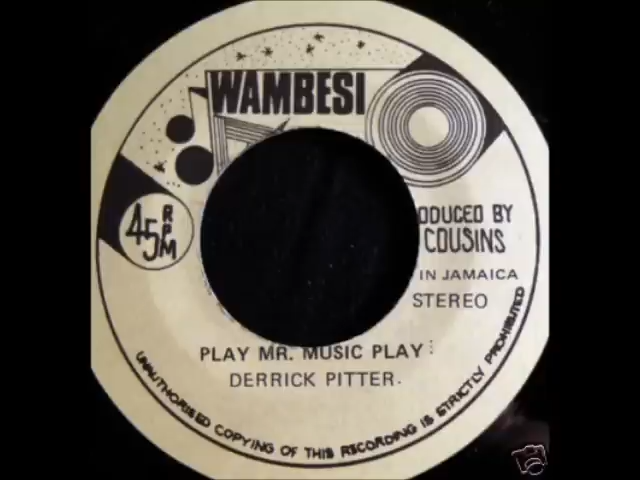 WAMBESI
45 RPM
ODUCED BY
COUSINS
IN JAMAICA
STEREO
PLAY MR. MUSIC PLAY
DERRICK PITTER.
UNAUTHORISED COPYING OF THIS RECORDING IS STRICTLY PROHIBITED